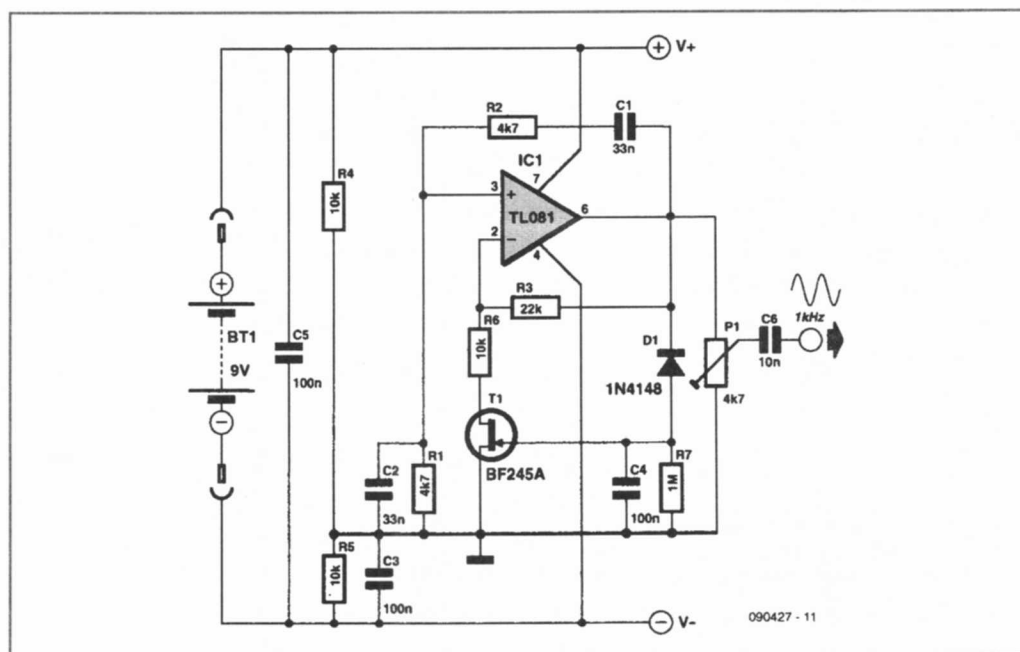 V+
R2
4k7
C1
33n
IC1
7
R4
10k
3
+
TL081
6
2
−
4
R3
22k
R6
10k
D1
1N4148
P1
4k7
C6
10n
1kHz
+
BT1
9V
−
C5
100n
T1
BF245A
C2
33n
R1
4k7
C4
100n
R7
1M
R5
10k
C3
100n
V-
090427 - 11